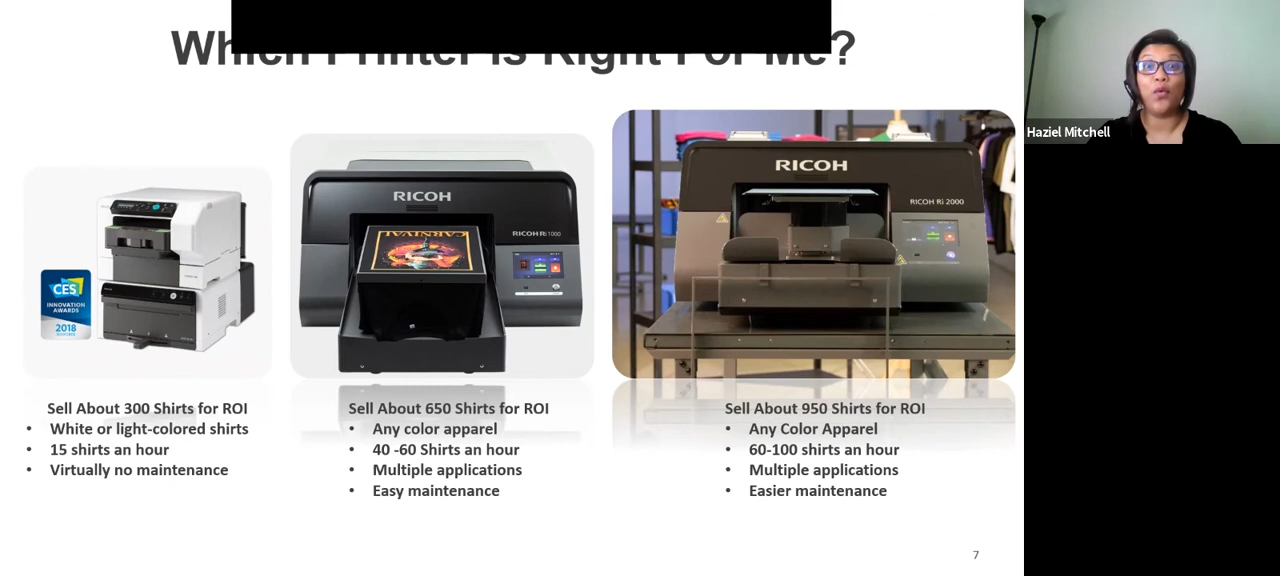 Which Printer Is Right For Me?
Haziel Mitchell
RICOH
RICOH Ri 1000
CARNIVAL
RICOH
RICOH Ri 2000
CES
INNOVATION
AWARDS
2018
Sell About 300 Shirts for ROI
• White or light-colored shirts
• 15 shirts an hour
• Virtually no maintenance
Sell About 650 Shirts for ROI
• Any color apparel
• 40 -60 Shirts an hour
• Multiple applications
• Easy maintenance
Sell About 950 Shirts for ROI
• Any Color Apparel
• 60-100 shirts an hour
• Multiple applications
• Easier maintenance
7